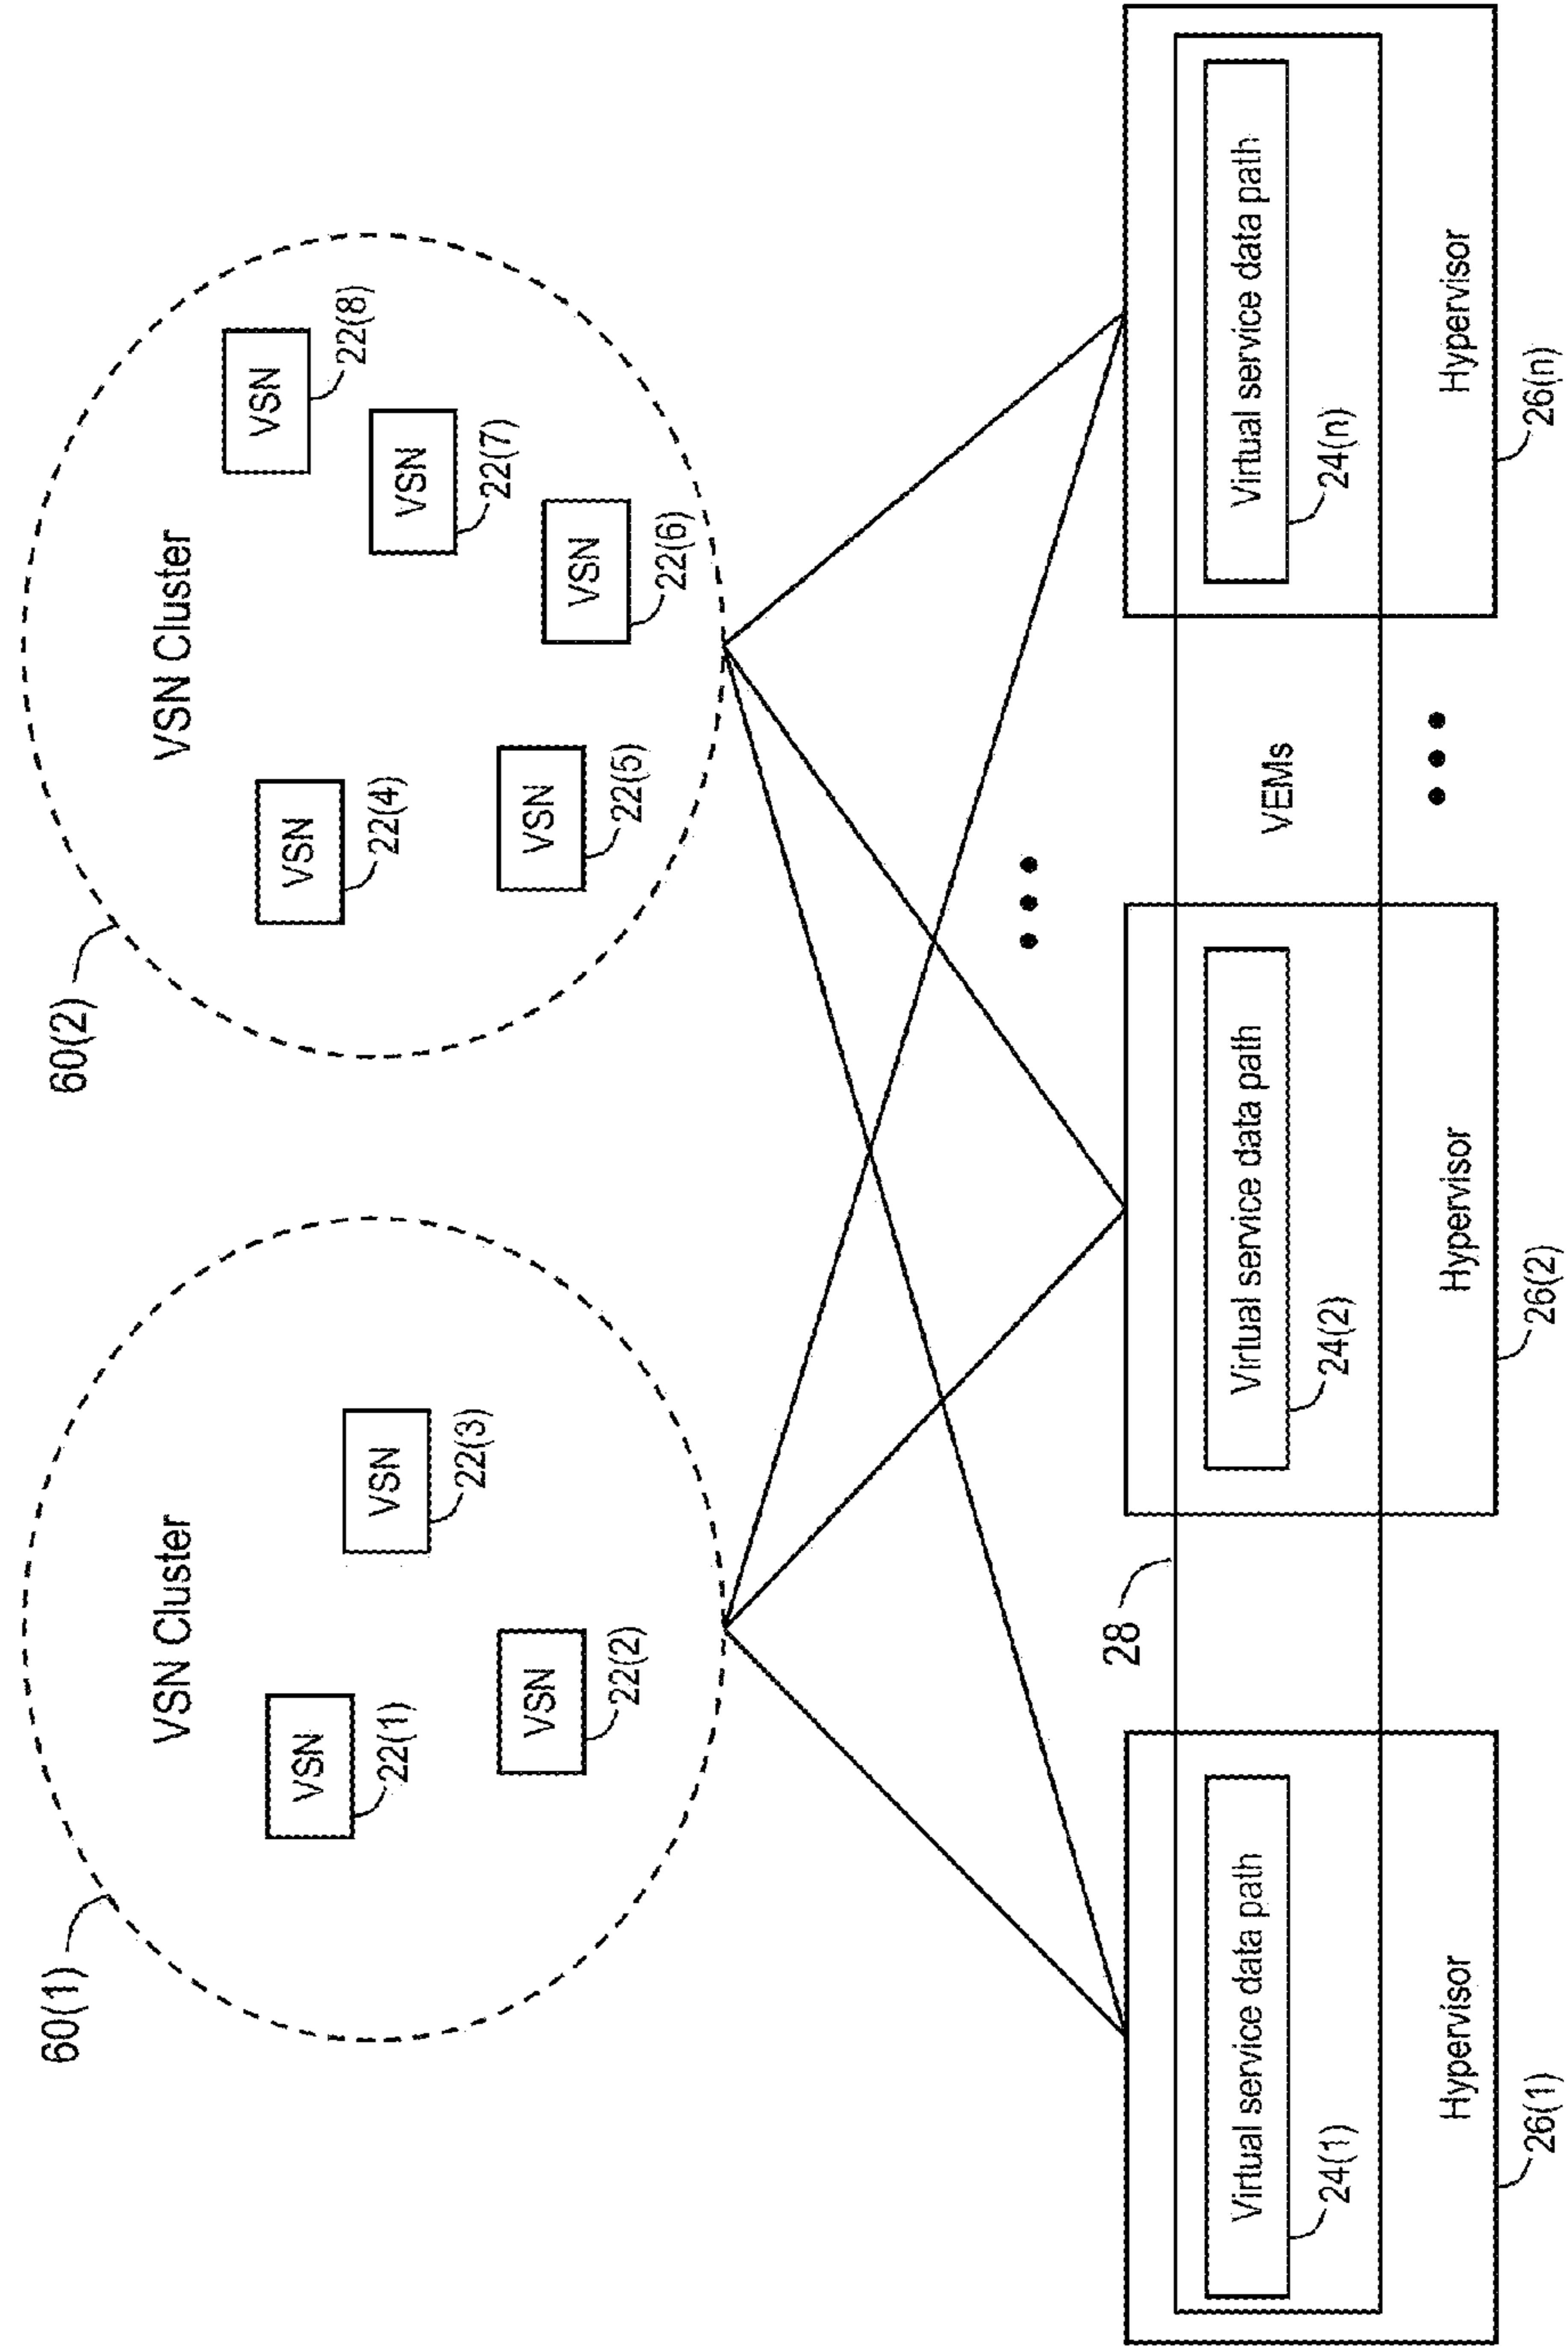 60(1)
VSN Cluster
VSN
22(1)
VSN
22(2)
VSN
22(3)
60(2)
VSN Cluster
VSN
22(4)
VSN
22(5)
VSN
22(6)
VSN
22(7)
VSN
22(8)
28
VEMs
Virtual service data path
24(1)
Hypervisor
26(1)
Virtual service data path
24(2)
Hypervisor
26(2)
Virtual service data path
24(n)
Hypervisor
26(n)